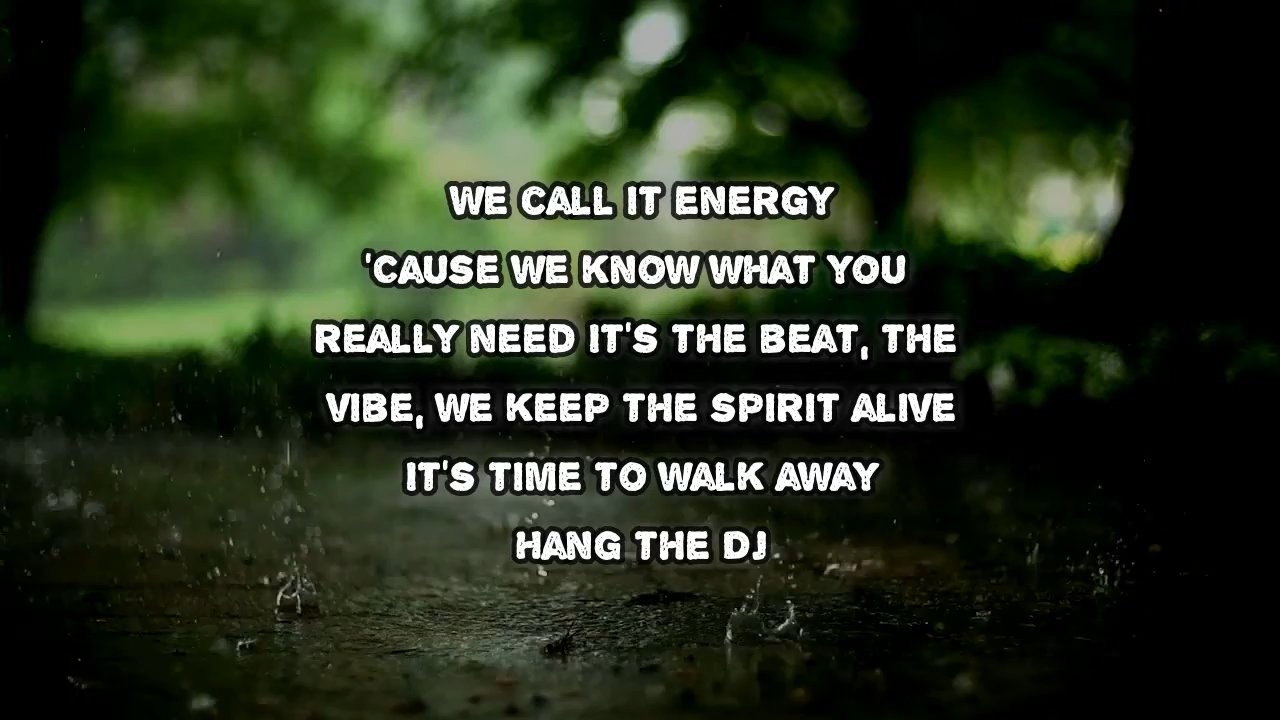 WE CALL IT ENERGY
'CAUSE WE KNOW WHAT YOU
REALLY NEED IT'S THE BEAT, THE
VIBE, WE KEEP THE SPIRIT ALIVE
IT'S TIME TO WALK AWAY
HANG THE DJ